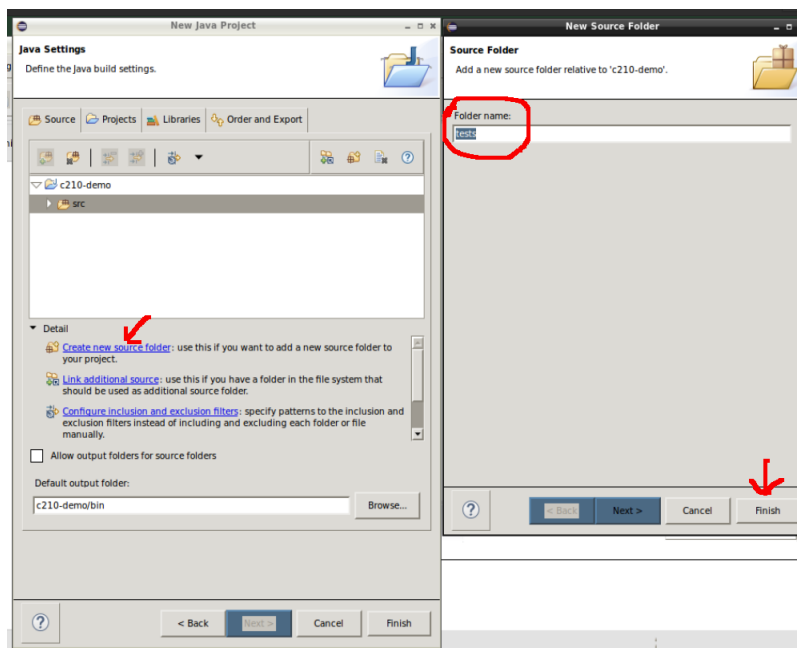 New Java Project
Java Settings
Define the Java build settings.
Source
Projects
Libraries
Order and Export
c210-demo
src
Detail
Create new source folder: use this if you want to add a new source folder to
your project.
Link additional source: use this if you have a folder in the file system that
should be used as additional source folder.
Configure inclusion and exclusion filters: specify patterns to the inclusion and
exclusion filters instead of including and excluding each folder or file
manually.
Allow output folders for source folders
Default output folder:
c210-demo/bin
Browse...
< Back
Next >
Cancel
Finish
New Source Folder
Source Folder
Add a new source folder relative to 'c210-demo'.
Folder name:
tests
< Back
Next >
Cancel
Finish